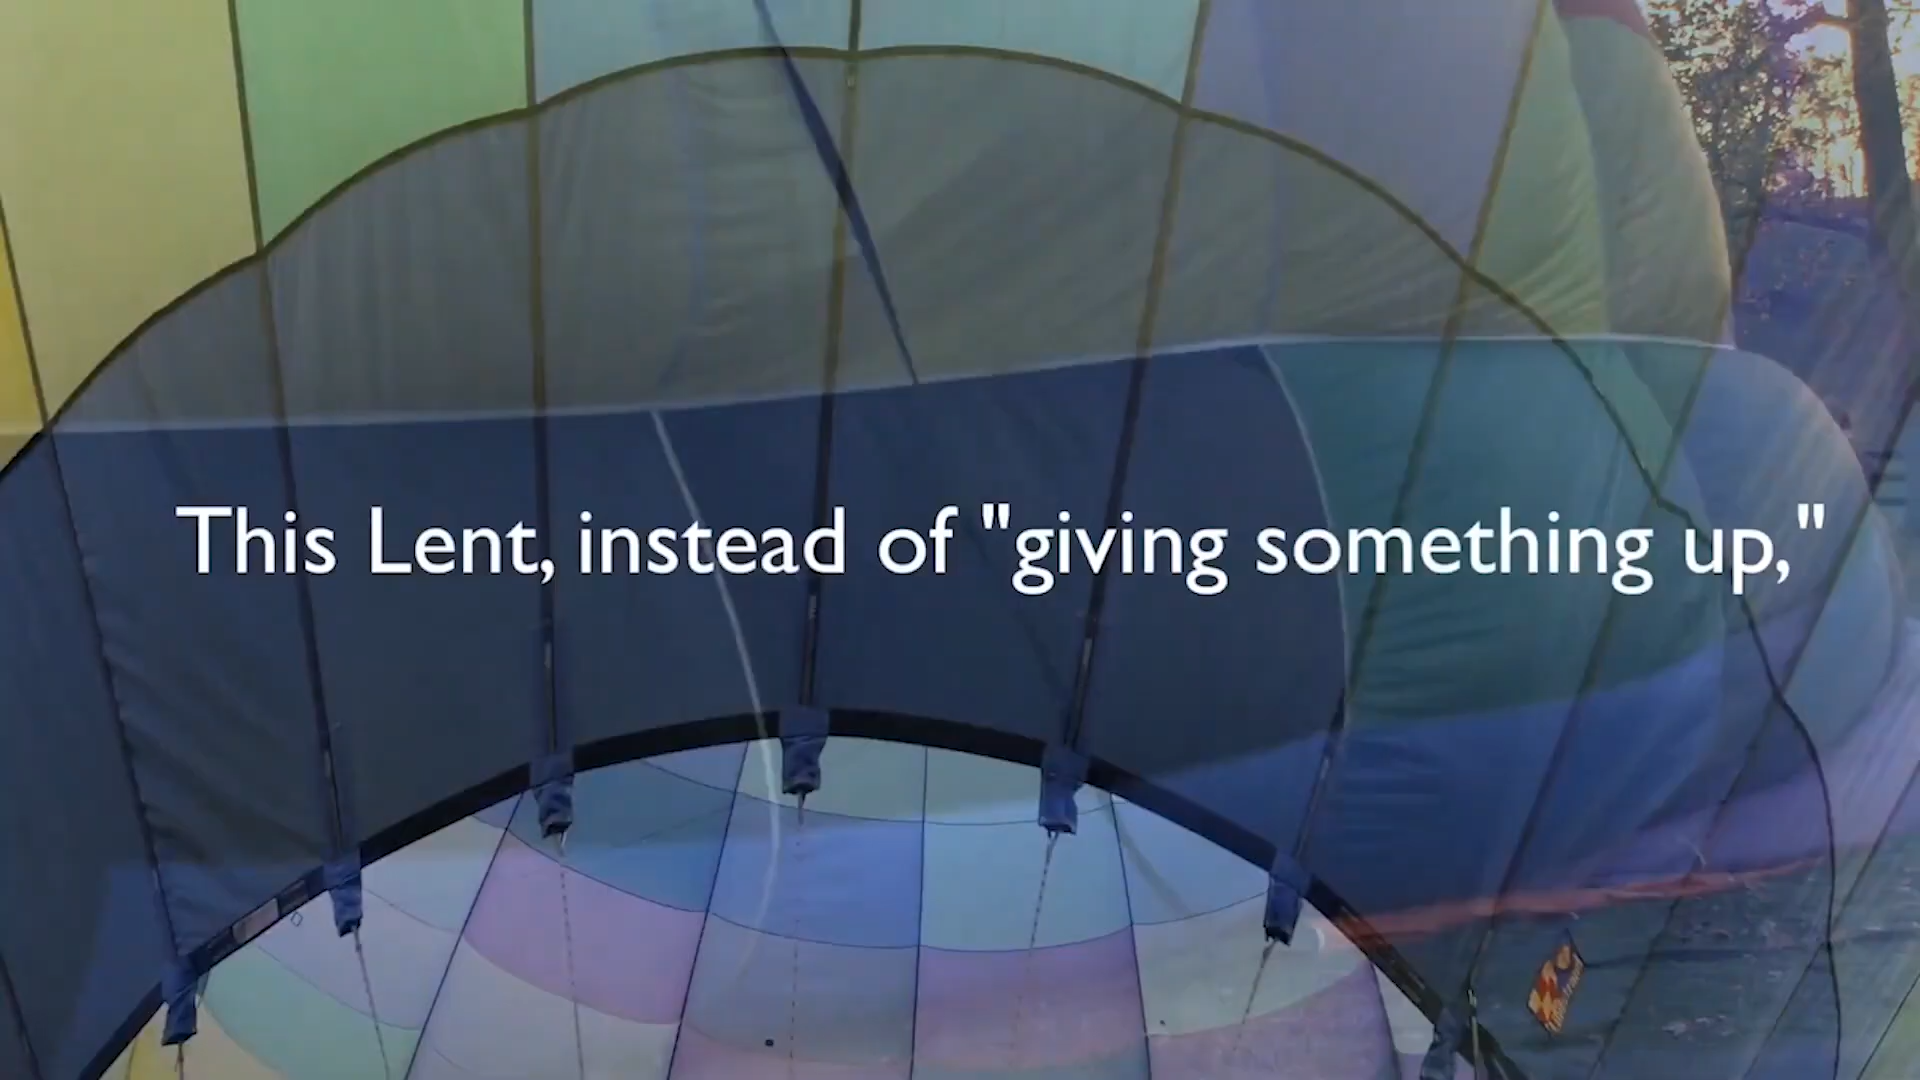 This Lent, instead of "giving something up,"